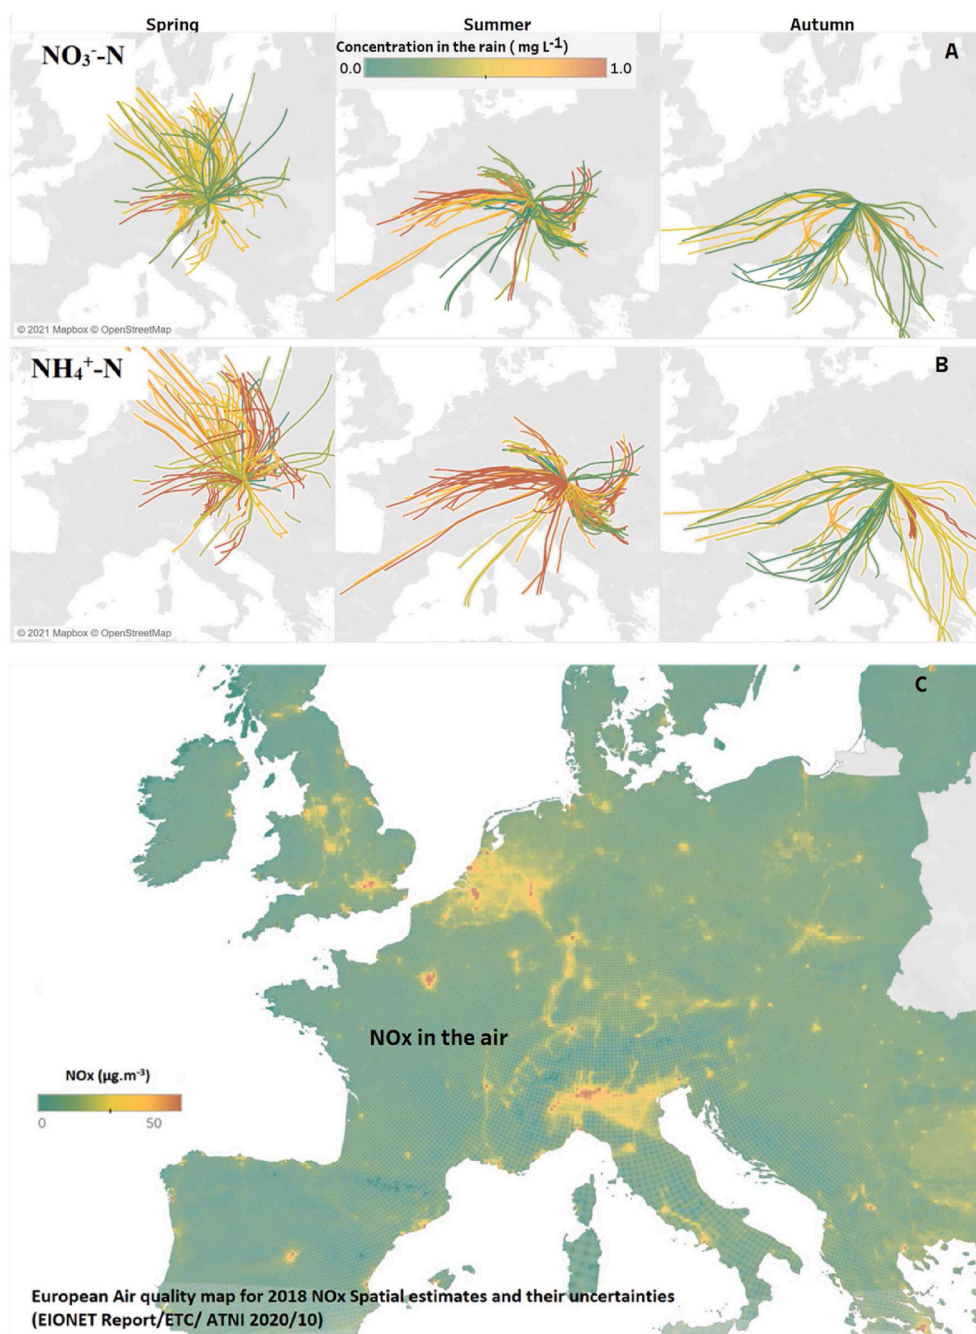 Spring Summer Autumn
NO₃⁻-N
Concentration in the rain ( mg L⁻¹)
0.0 1.0
A
© 2021 Mapbox © OpenStreetMap
NH₄⁺-N
B
© 2021 Mapbox © OpenStreetMap
C
NOx in the air
NOx (µg.m⁻³)
0 50
European Air quality map for 2018 NOx Spatial estimates and their uncertainties
(EIONET Report/ETC/ ATNI 2020/10)